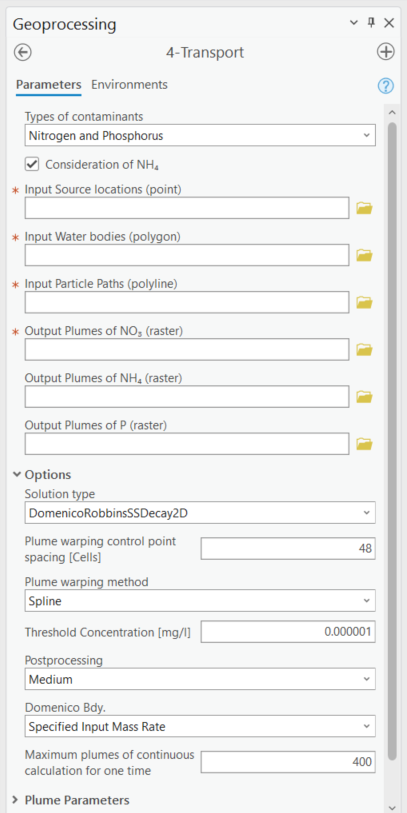 Geoprocessing
4-Transport
Parameters Environments
?
Types of contaminants
Nitrogen and Phosphorus
Consideration of NH₄
* Input Source locations (point)
* Input Water bodies (polygon)
* Input Particle Paths (polyline)
* Output Plumes of NO₃ (raster)
Output Plumes of NH₄ (raster)
Output Plumes of P (raster)
Options
Solution type
DomenicoRobbinsSSDecay2D
Plume warping control point
spacing [Cells]
48
Plume warping method
Spline
Threshold Concentration [mg/l]
0.000001
Postprocessing
Medium
Domenico Bdy.
Specified Input Mass Rate
Maximum plumes of continuous
calculation for one time
400
Plume Parameters